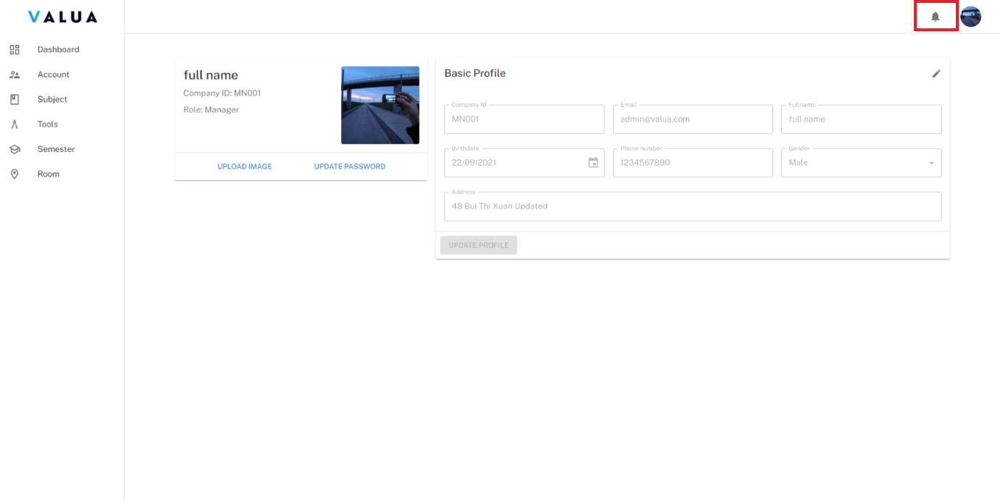 VALUA
Dashboard
Account
Subject
Tools
Semester
Room
full name
Company ID: MN001
Role: Manager
UPLOAD IMAGE
UPDATE PASSWORD
Basic Profile
Company ID
MN001
Email
admin@valua.com
Fullname
full name
Birthdate
22/09/2021
Phone number
1234567890
Gender
Male
Address
48 Bui Thi Xuan Updated
UPDATE PROFILE